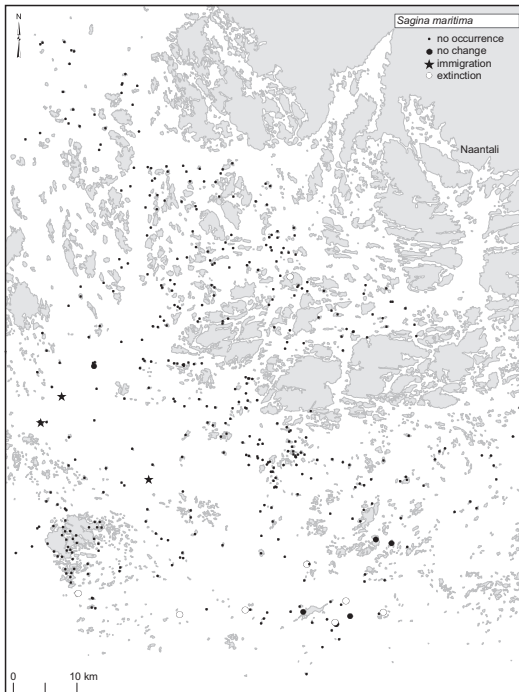 N
Sagina maritima
no occurrence
no change
immigration
extinction
Naantali
0 10 km